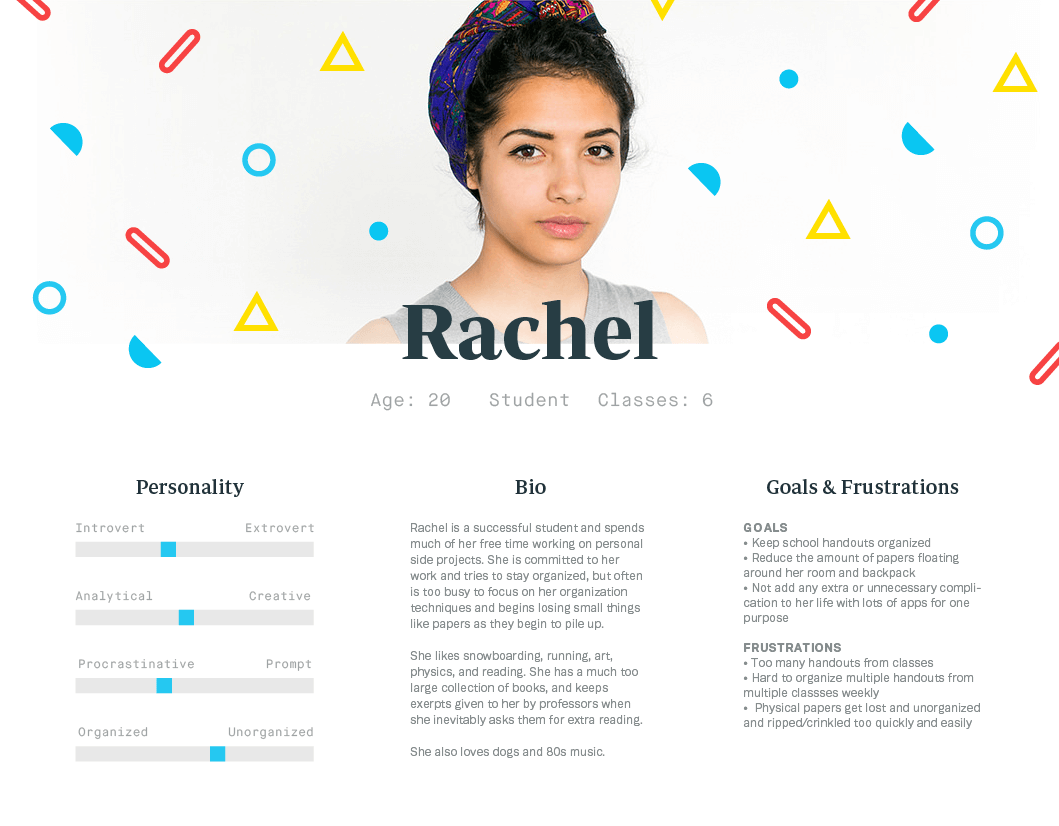 Rachel
Age: 20 Student Classes: 6
Personality
Introvert Extrovert
Analytical Creative
Procrastinative Prompt
Organized Unorganized
Bio
Rachel is a successful student and spends
much of her free time working on personal
side projects. She is committed to her
work and tries to stay organized, but often
is too busy to focus on her organization
techniques and begins losing small things
like papers as they begin to pile up.
She likes snowboarding, running, art,
physics, and reading. She has a much too
large collection of books, and keeps
exerpts given to her by professors when
she inevitably asks them for extra reading.
She also loves dogs and 80s music.
Goals & Frustrations
GOALS
• Keep school handouts organized
• Reduce the amount of papers floating
around her room and backpack
• Not add any extra or unnecessary compli-
cation to her life with lots of apps for one
purpose
FRUSTRATIONS
• Too many handouts from classes
• Hard to organize multiple handouts from
multiple classses weekly
• Physical papers get lost and unorganized
and ripped/crinkled too quickly and easily